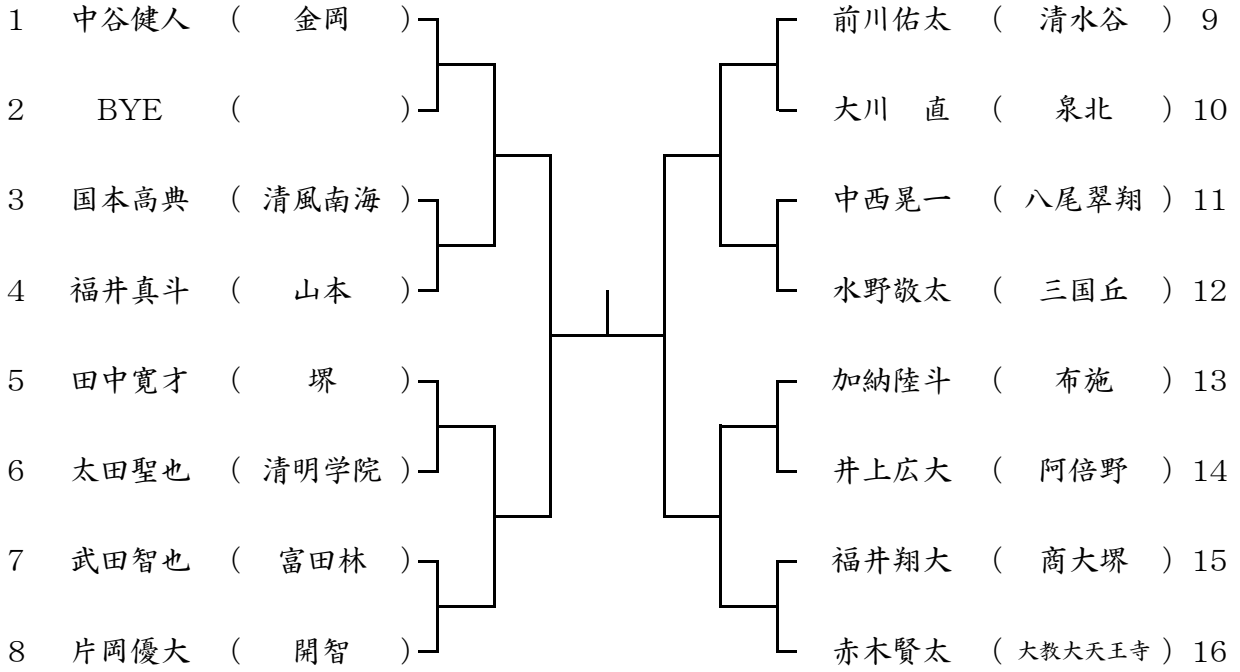 1 中谷健人 ( 金岡 ) 前川佑太 ( 清水谷 ) 9
2 BYE ( ) 大川 直 ( 泉北 ) 10
3 国本高典 ( 清風南海 ) 中西晃一 ( 八尾翠翔 ) 11
4 福井真斗 ( 山本 ) 水野敬太 ( 三国丘 ) 12
5 田中寛才 ( 堺 ) 加納陸斗 ( 布施 ) 13
6 太田聖也 ( 清明学院 ) 井上広大 ( 阿倍野 ) 14
7 武田智也 ( 富田林 ) 福井翔大 ( 商大堺 ) 15
8 片岡優大 ( 開智 ) 赤木賢太 ( 大教大天王寺 ) 16